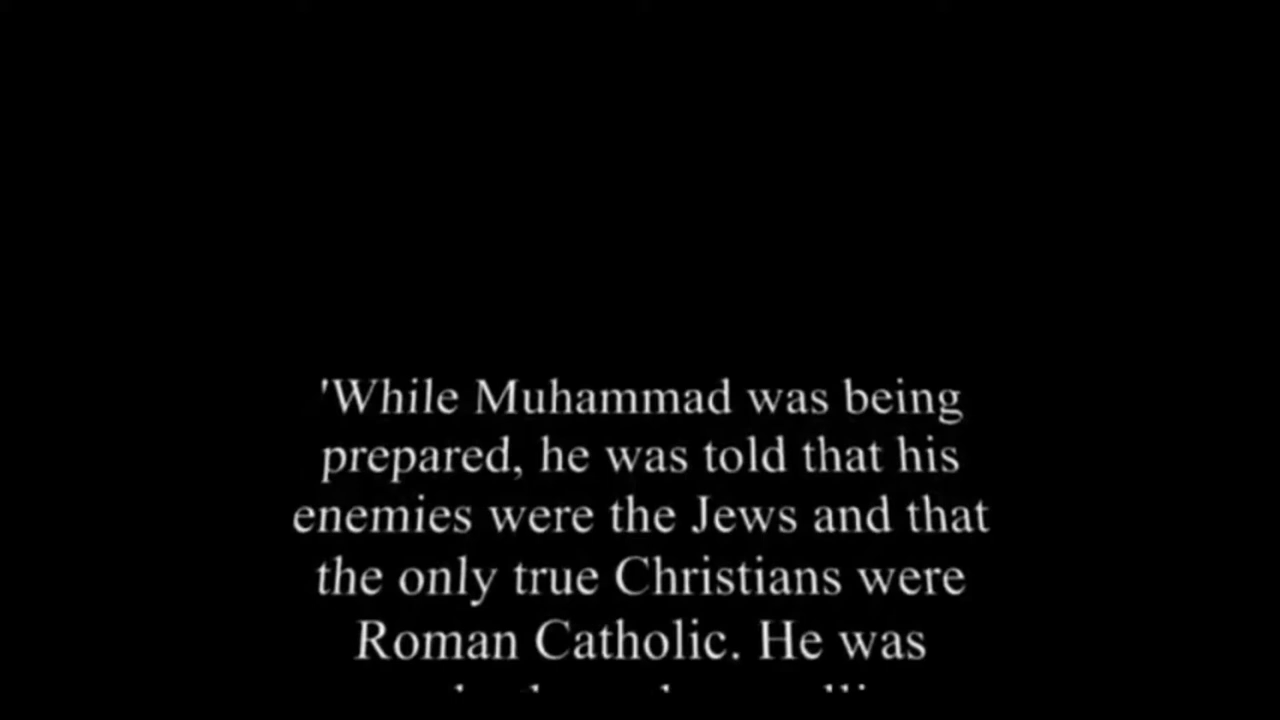 'While Muhammad was being
prepared, he was told that his
enemies were the Jews and that
the only true Christians were
Roman Catholic. He was